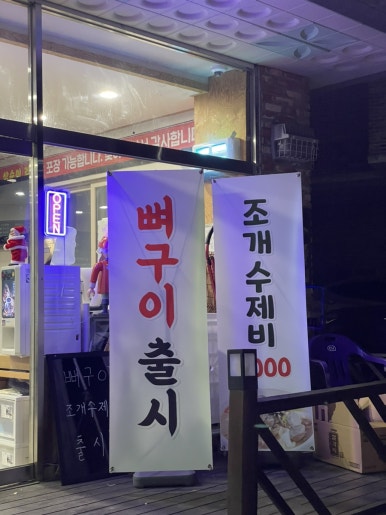 포장 가능합니다.
감사합니다
OPEN
뼈구이 출시
조개수제비
000
뼈구이
조개수제
출시